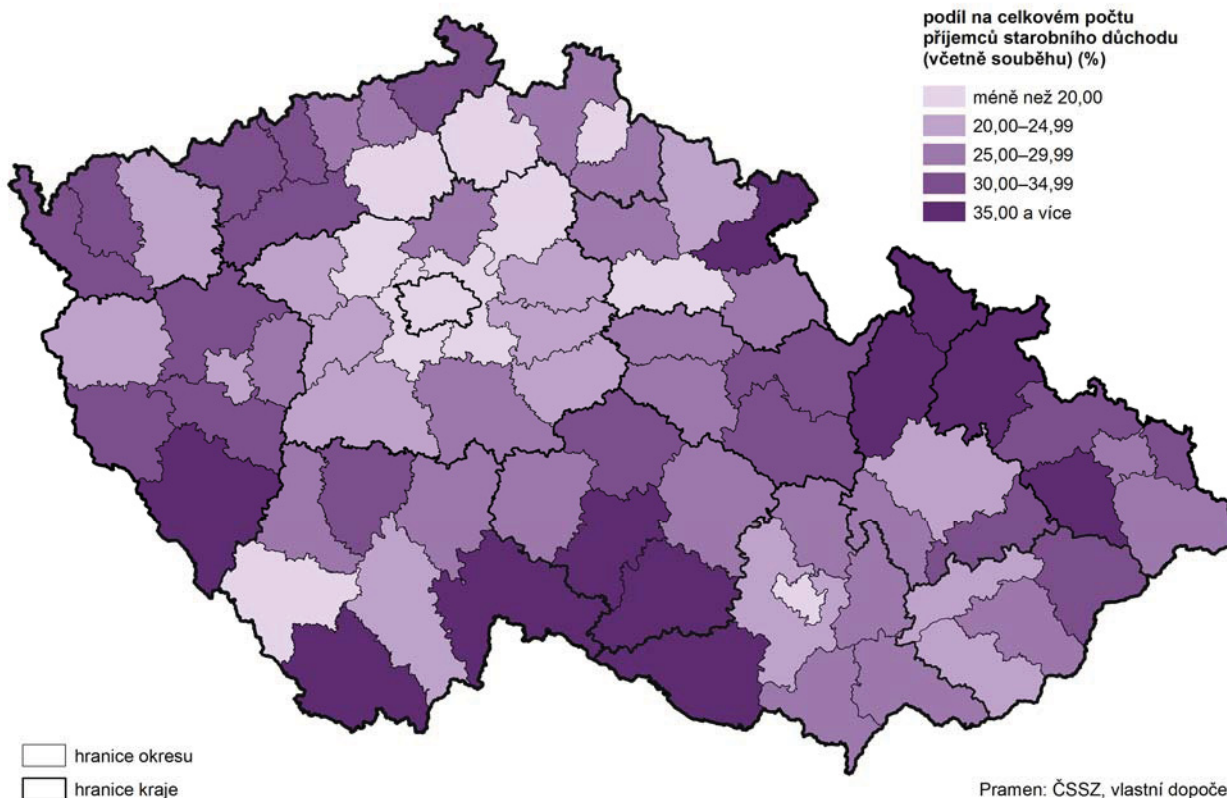 podíl na celkovém počtu
příjemců starobního důchodu
(včetně souběhu) (%)
méně než 20,00
20,00–24,99
25,00–29,99
30,00–34,99
35,00 a více
hranice okresu
hranice kraje
Pramen: ČSSZ, vlastní dopoče